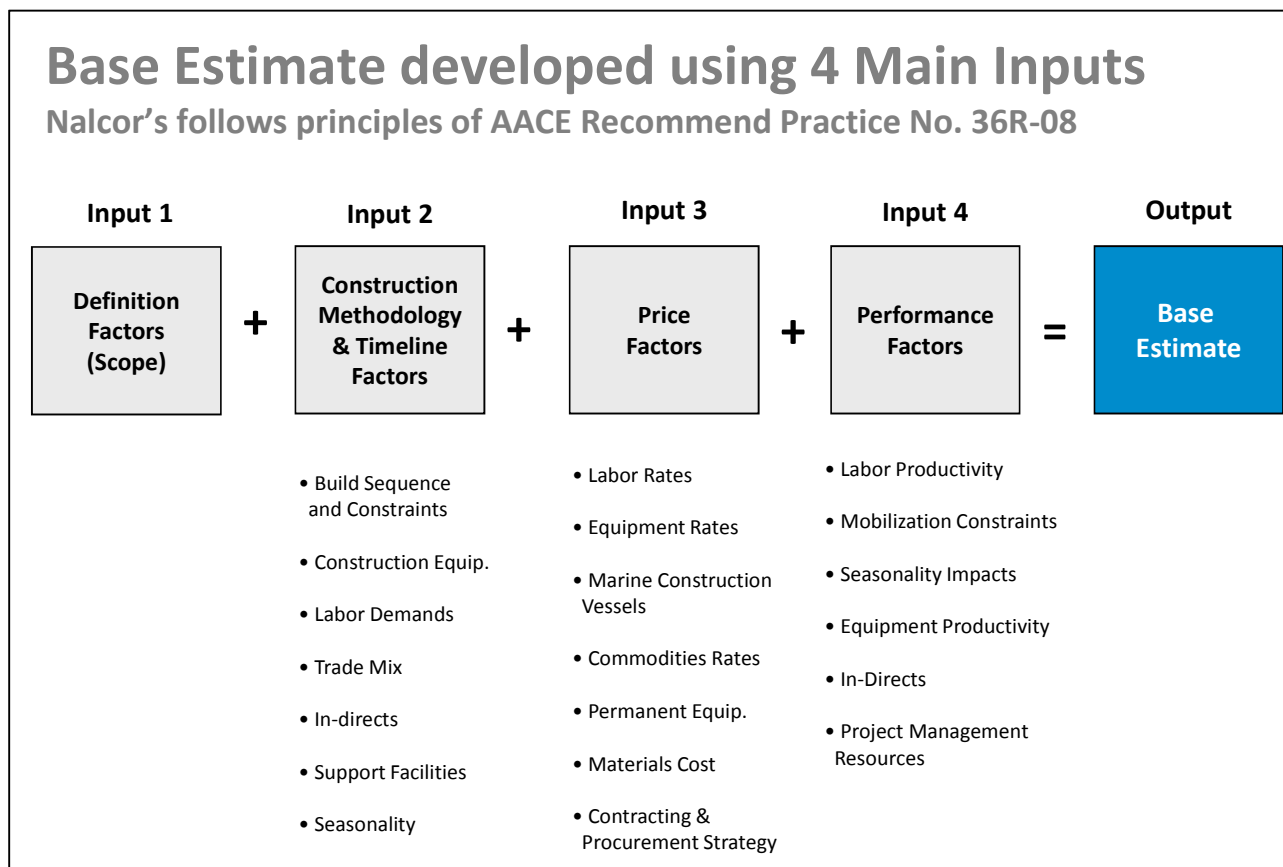 Base Estimate developed using 4 Main Inputs
Nalcor’s follows principles of AACE Recommend Practice No. 36R-08
Input 1
Definition
Factors
(Scope)
+
Input 2
Construction
Methodology
& Timeline
Factors
• Build Sequence
and Constraints
• Construction Equip.
• Labor Demands
• Trade Mix
• In-directs
• Support Facilities
• Seasonality
+
Input 3
Price
Factors
• Labor Rates
• Equipment Rates
• Marine Construction
Vessels
• Commodities Rates
• Permanent Equip.
• Materials Cost
• Contracting &
Procurement Strategy
+
Input 4
Performance
Factors
• Labor Productivity
• Mobilization Constraints
• Seasonality Impacts
• Equipment Productivity
• In-Directs
• Project Management
Resources
=
Output
Base
Estimate